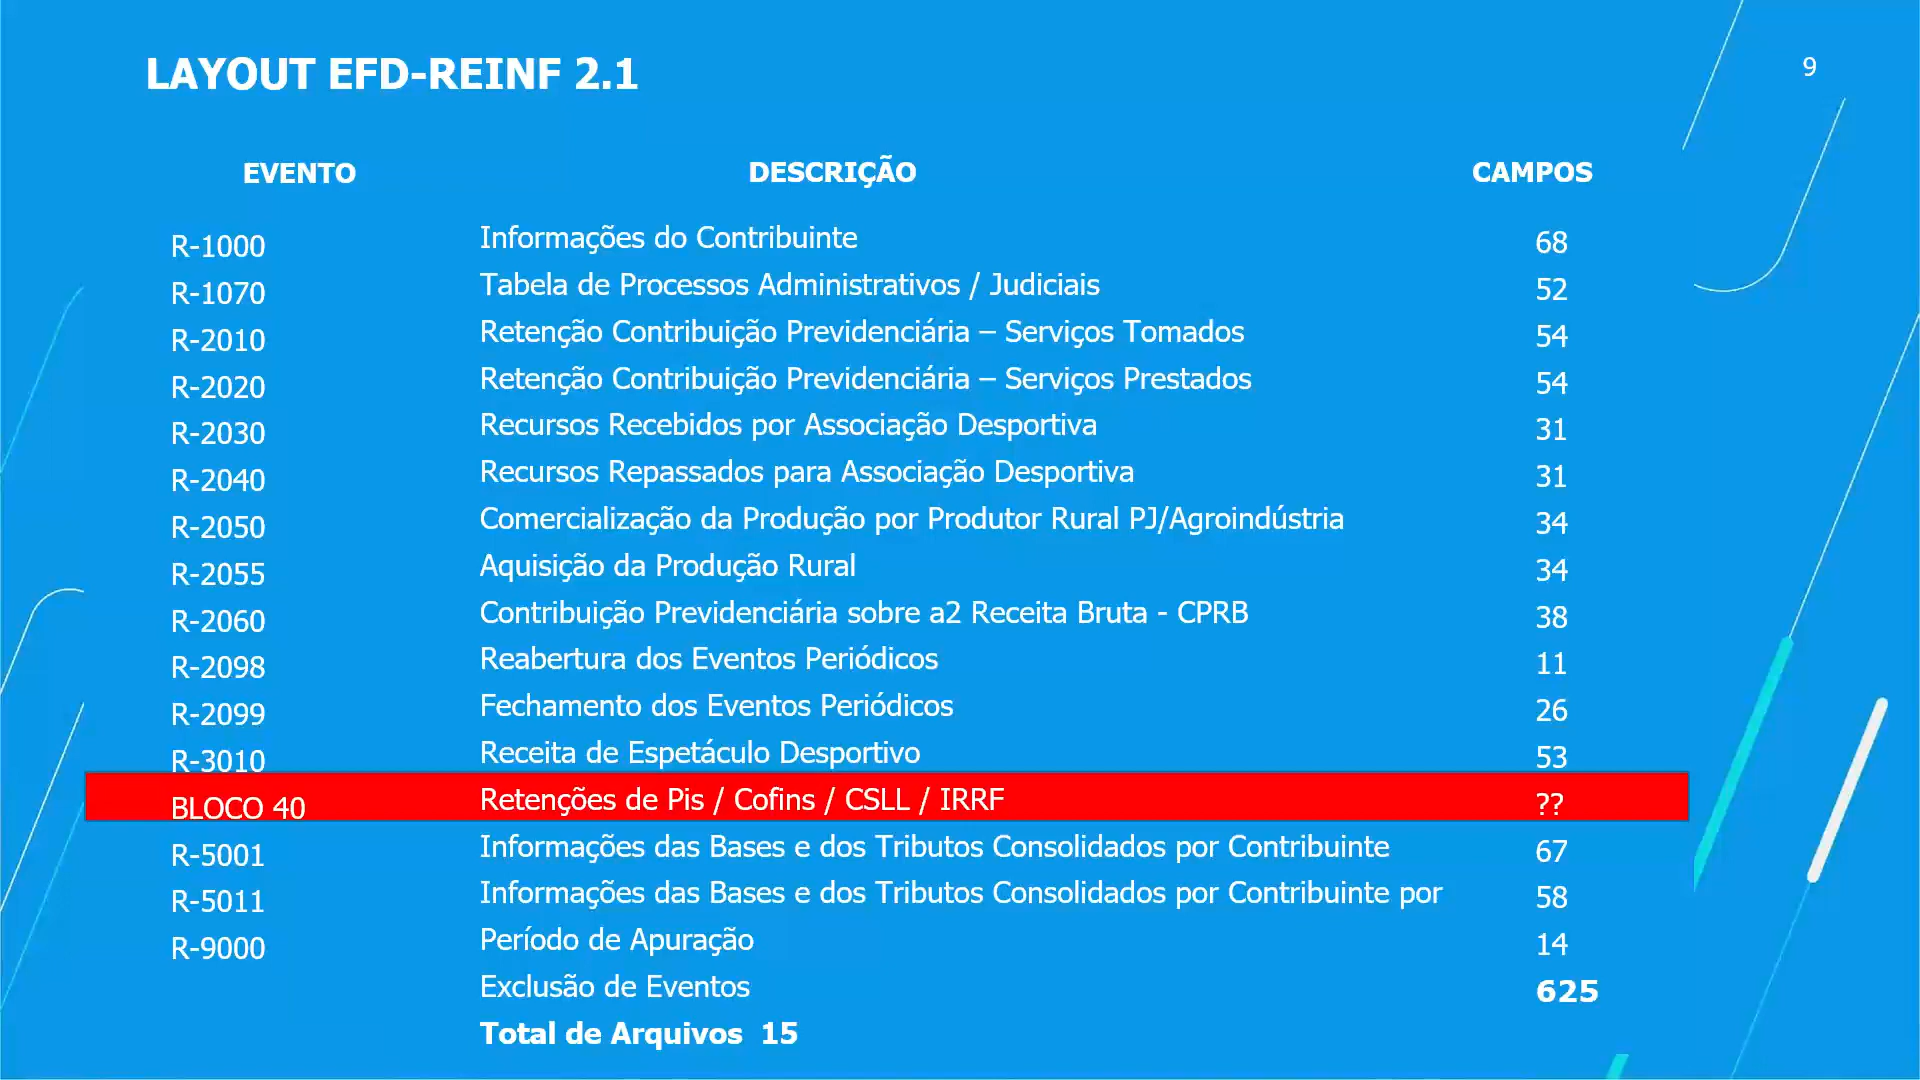 LAYOUT EFD-REINF 2.1
9
EVENTO DESCRIÇÃO CAMPOS
R-1000 Informações do Contribuinte 68
R-1070 Tabela de Processos Administrativos / Judiciais 52
R-2010 Retenção Contribuição Previdenciária – Serviços Tomados 54
R-2020 Retenção Contribuição Previdenciária – Serviços Prestados 54
R-2030 Recursos Recebidos por Associação Desportiva 31
R-2040 Recursos Repassados para Associação Desportiva 31
R-2050 Comercialização da Produção por Produtor Rural PJ/Agroindústria 34
R-2055 Aquisição da Produção Rural 34
R-2060 Contribuição Previdenciária sobre a2 Receita Bruta - CPRB 38
R-2098 Reabertura dos Eventos Periódicos 11
R-2099 Fechamento dos Eventos Periódicos 26
R-3010 Receita de Espetáculo Desportivo 53
BLOCO 40 Retenções de Pis / Cofins / CSLL / IRRF ??
R-5001 Informações das Bases e dos Tributos Consolidados por Contribuinte 67
R-5011 Informações das Bases e dos Tributos Consolidados por Contribuinte por 58
R-9000 Período de Apuração 14
Exclusão de Eventos 625
Total de Arquivos 15